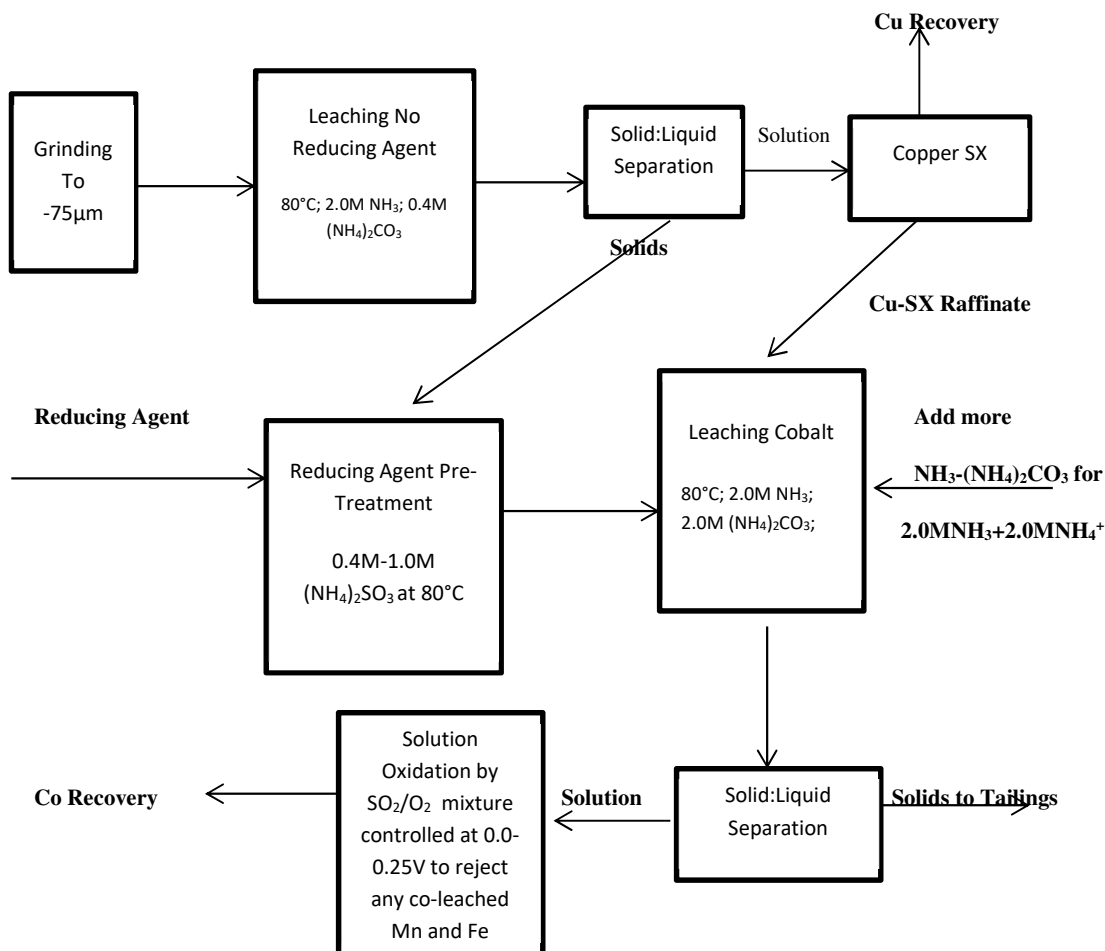 Cu Recovery
Grinding
To
-75µm
Leaching No
Reducing Agent
80°C; 2.0M NH₃; 0.4M
(NH₄)₂CO₃
Solid:Liquid
Separation
Solution
Copper SX
Solids
Cu-SX Raffinate
Reducing Agent
Reducing Agent Pre-
Treatment
0.4M-1.0M
(NH₄)₂SO₃ at 80°C
Leaching Cobalt
80°C; 2.0M NH₃;
2.0M (NH₄)₂CO₃;
Add more
NH₃-(NH₄)₂CO₃ for
2.0MNH₃+2.0MNH₄⁺
Co Recovery
Solution
Oxidation by
SO₂/O₂ mixture
controlled at 0.0-
0.25V to reject
any co-leached
Mn and Fe
Solution
Solid:Liquid
Separation
Solids to Tailings